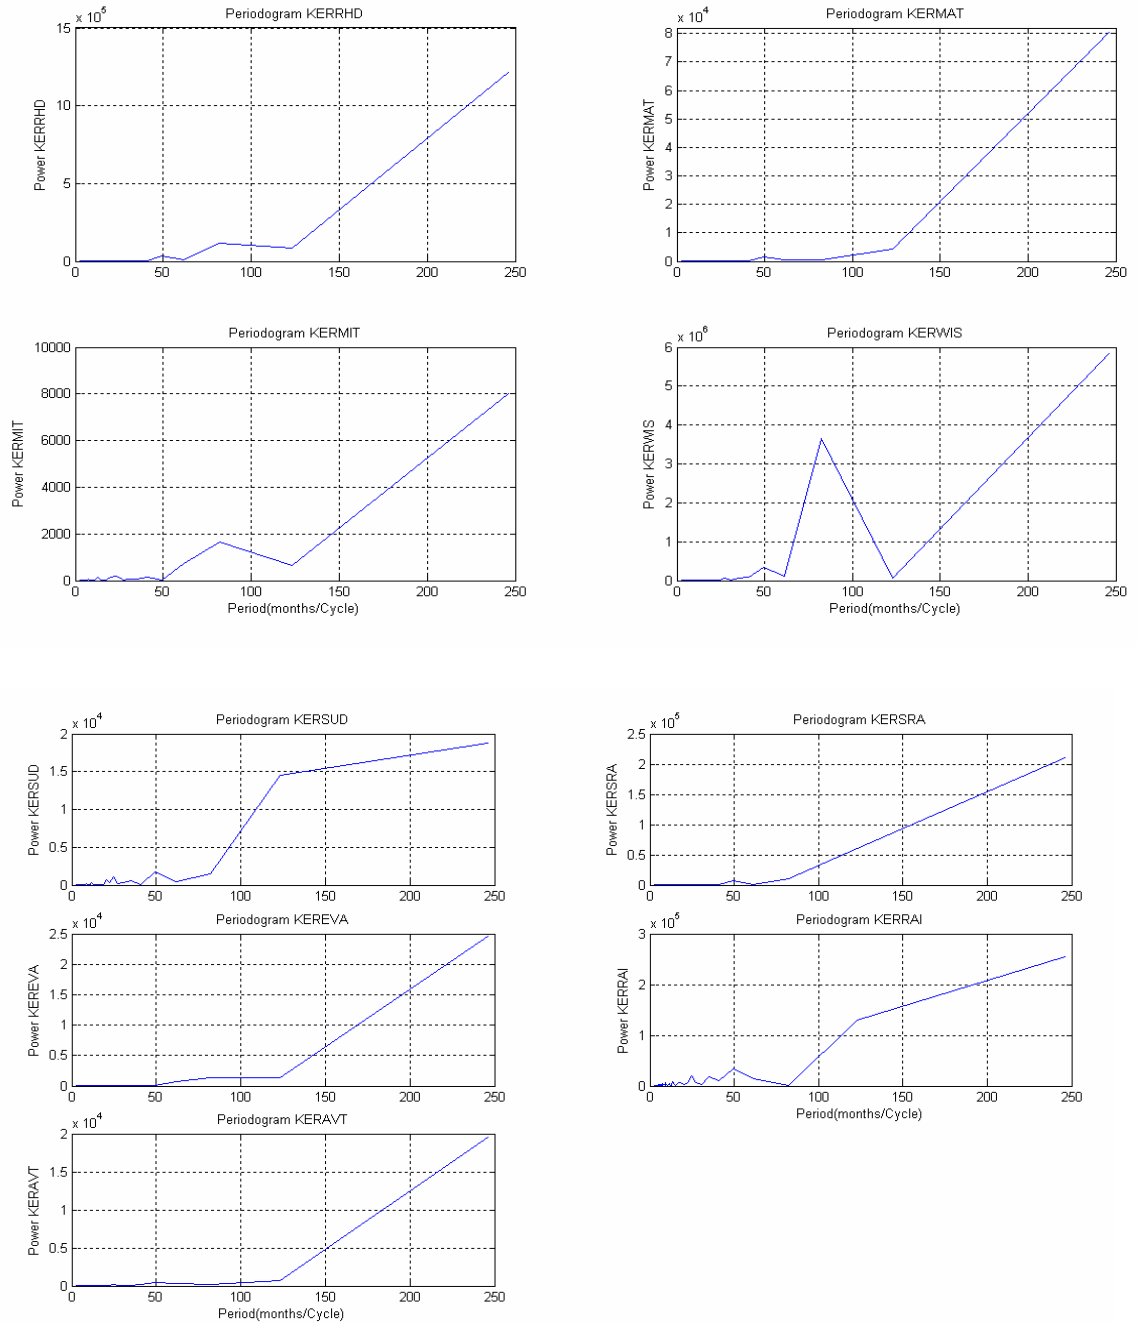 Periodogram KERRHD
x 10^5
15
10
5
0
Power KERRHD
0 50 100 150 200 250
Periodogram KERMAT
x 10^4
8
7
6
5
4
3
2
1
0
Power KERMAT
0 50 100 150 200 250
Periodogram KERMIT
10000
8000
6000
4000
2000
0
Power KERMIT
0 50 100 150 200 250
Period(months/Cycle)
Periodogram KERWIS
x 10^6
6
5
4
3
2
1
0
Power KERWIS
0 50 100 150 200 250
Period(months/Cycle)
Periodogram KERSUD
x 10^4
2
1.5
1
0.5
0
Power KERSUD
0 50 100 150 200 250
Periodogram KERSRA
x 10^5
2.5
2
1.5
1
0.5
0
Power KERSRA
0 50 100 150 200 250
Periodogram KEREVA
x 10^4
2.5
2
1.5
1
0.5
0
Power KEREVA
0 50 100 150 200 250
Periodogram KERRAI
x 10^5
3
2
1
0
Power KERRAI
0 50 100 150 200 250
Period(months/Cycle)
Periodogram KERAVT
x 10^4
2
1.5
1
0.5
0
Power KERAVT
0 50 100 150 200 250
Period(months/Cycle)